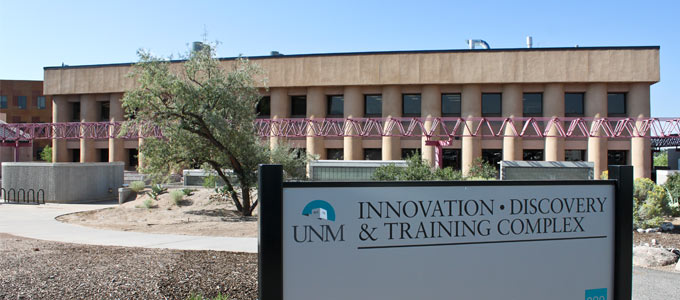 INNOVATION • DISCOVERY
UNM & TRAINING COMPLEX